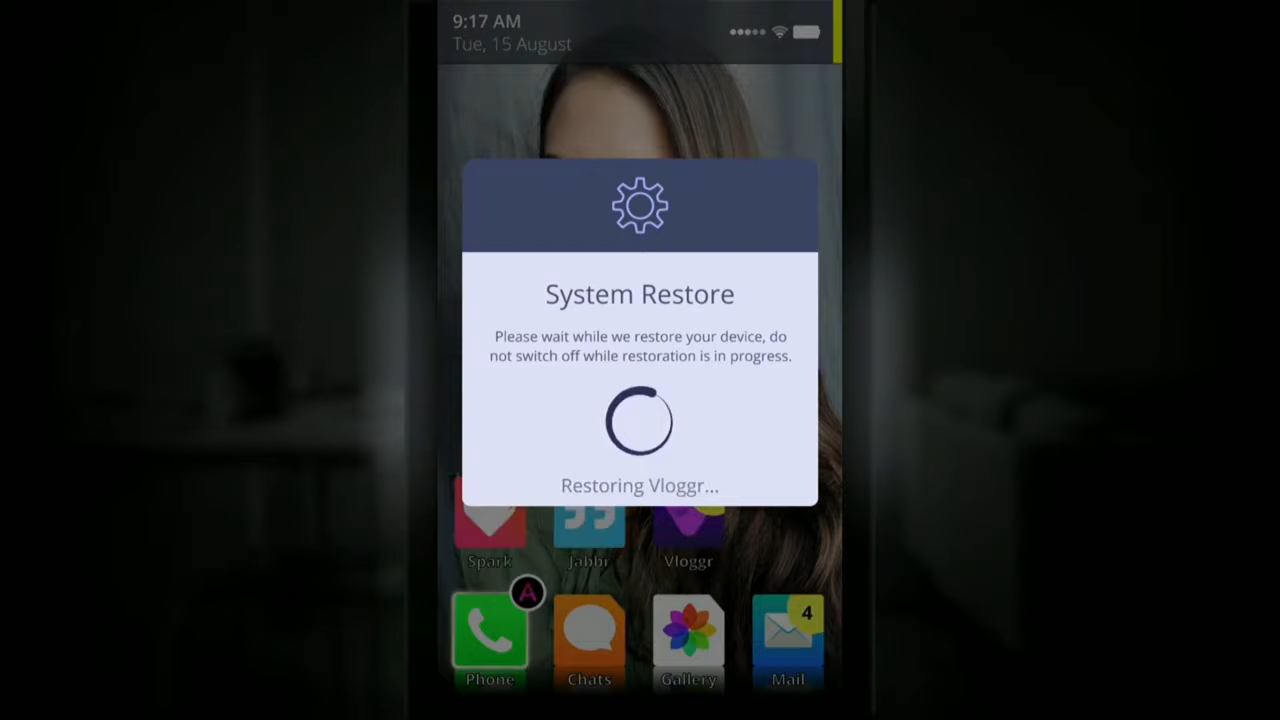 9:17 AM
Tue, 15 August
System Restore
Please wait while we restore your device, do
not switch off while restoration is in progress.
Restoring Vloggr...
Spark
Jabbr
Vloggr
A
4
Phone
Chats
Gallery
Mail